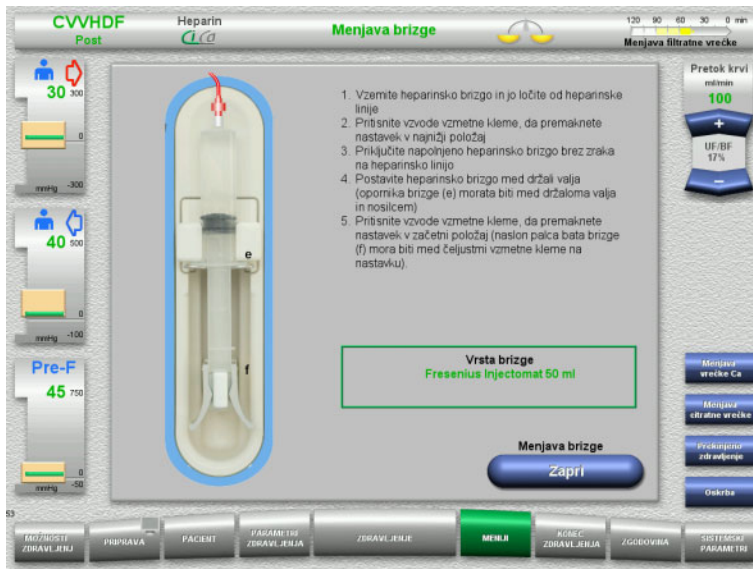 CVVHDF
Post
Heparin
Ci Ca
Menjava brizge
120 90 60 30 0 min
Menjava filtratne vrečke
30 300
mmHg -300
40 500
0
mmHg -100
Pre-F
45 750
0
mmHg -50
e
f
1. Vzemite heparinsko brizgo in jo ločite od heparinske
linije
2. Pritisnite vzvode vzmetne kleme, da premaknete
nastavek v najnižji položaj
3. Priključite napolnjeno heparinsko brizgo brez zraka
na heparinsko linijo
4. Postavite heparinsko brizgo med držali valja
(opornika brizge (e) morata biti med držaloma valja
in nosilcem)
5. Pritisnite vzvode vzmetne kleme, da premaknete
nastavek v začetni položaj (naslon palca bata brizge
(f) mora biti med čeljustmi vzmetne kleme na
nastavku).
Vrsta brizge
Fresenius Injectomat 50 ml
Menjava brizge
Zapri
Pretok krvi
ml/min
100
+
UF/BF
17%
−
Menjava
vrečke Ca
Menjava
citratne vrečke
Prekinjeno
zdravljenje
Oskrba
53
MOŽNOSTI
ZDRAVLJENJ
PRIPRAVA
PACIENT
PARAMETRI
ZDRAVLJENJA
ZDRAVLJENJE
MENIJI
KONEC
ZDRAVLJENJA
ZGODOVINA
SISTEMSKI
PARAMETRI